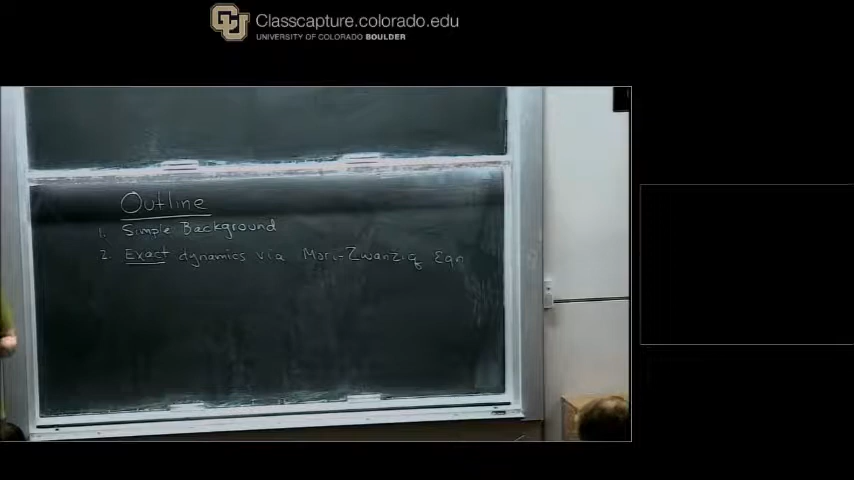 Classcapture.colorado.edu
UNIVERSITY OF COLORADO BOULDER
Outline
1. Simple Background
2. Exact dynamics via Mori-Zwanzig Eqn